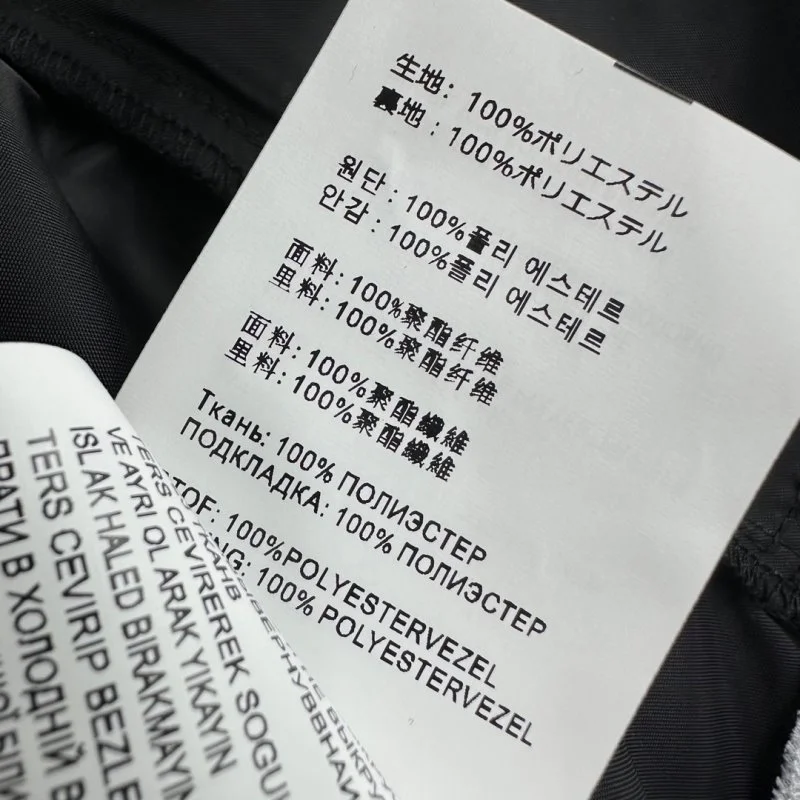 生地: 100%ポリエステル
裏地: 100%ポリエステル
원단: 100%폴리 에스테르
안감: 100%폴리 에스테르
面料: 100%聚酯纤维
里料: 100%聚酯纤维
面料: 100%聚酯纖維
里料: 100%聚酯纖維
Ткань: 100% ПОЛИЭСТЕР
ПОДКЛАДКА: 100% ПОЛИЭСТЕР
TOF: 100%POLYESTERVEZEL
NG: 100% POLYESTERVEZEL
TERS CEVIREREK SOGU
VE AYRI OLARAK YIKAYIN
ISLAK HALED BIRAKMAYIN
TERS CEVIRIP BEZLE
ПРАТИ В ХОЛОДНІЙ В